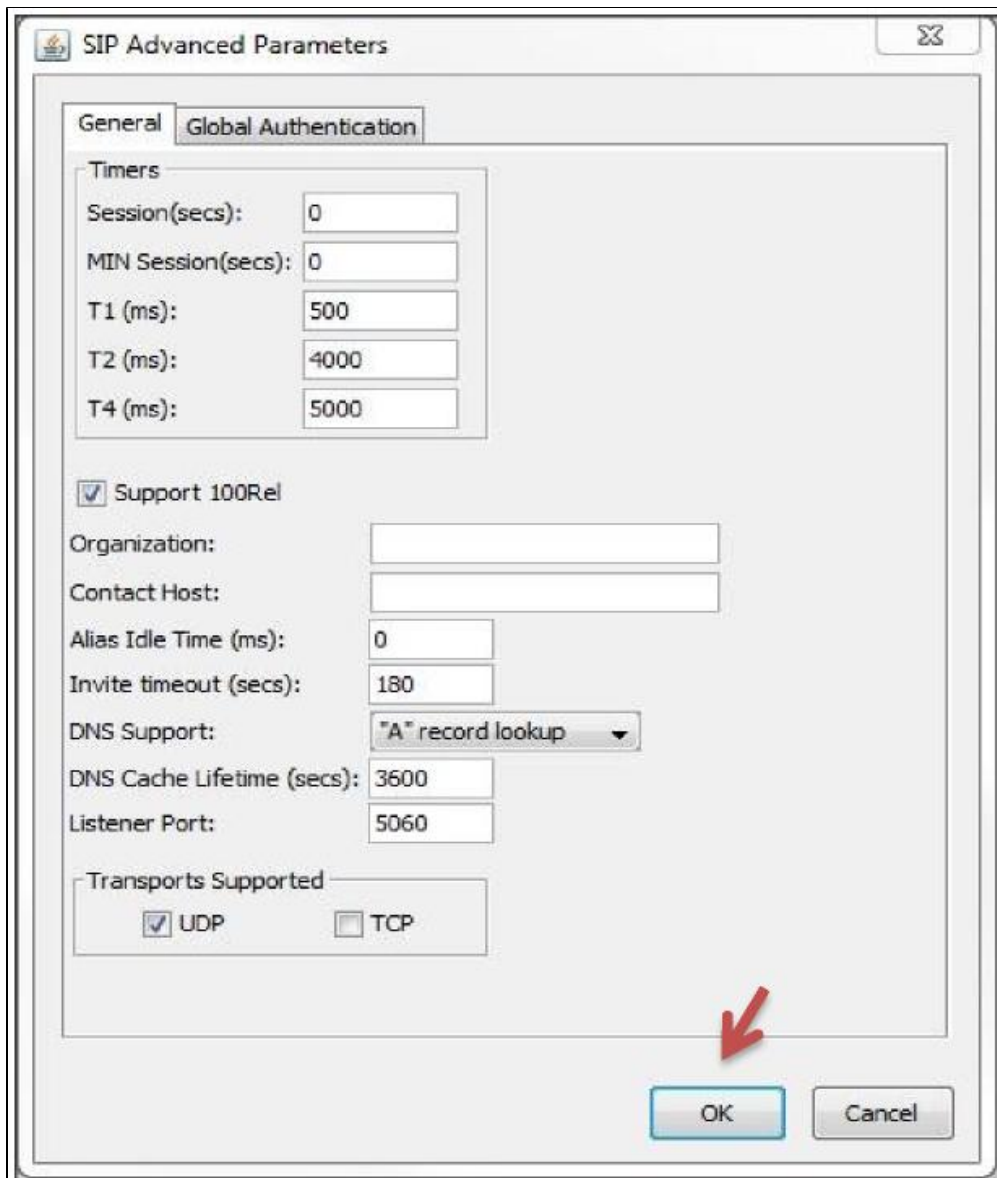 SIP Advanced Parameters
General Global Authentication
Timers
Session(secs): 0
MIN Session(secs): 0
T1 (ms): 500
T2 (ms): 4000
T4 (ms): 5000
Support 100Rel
Organization:
Contact Host:
Alias Idle Time (ms): 0
Invite timeout (secs): 180
DNS Support: "A" record lookup
DNS Cache Lifetime (secs): 3600
Listener Port: 5060
Transports Supported
UDP TCP
OK Cancel